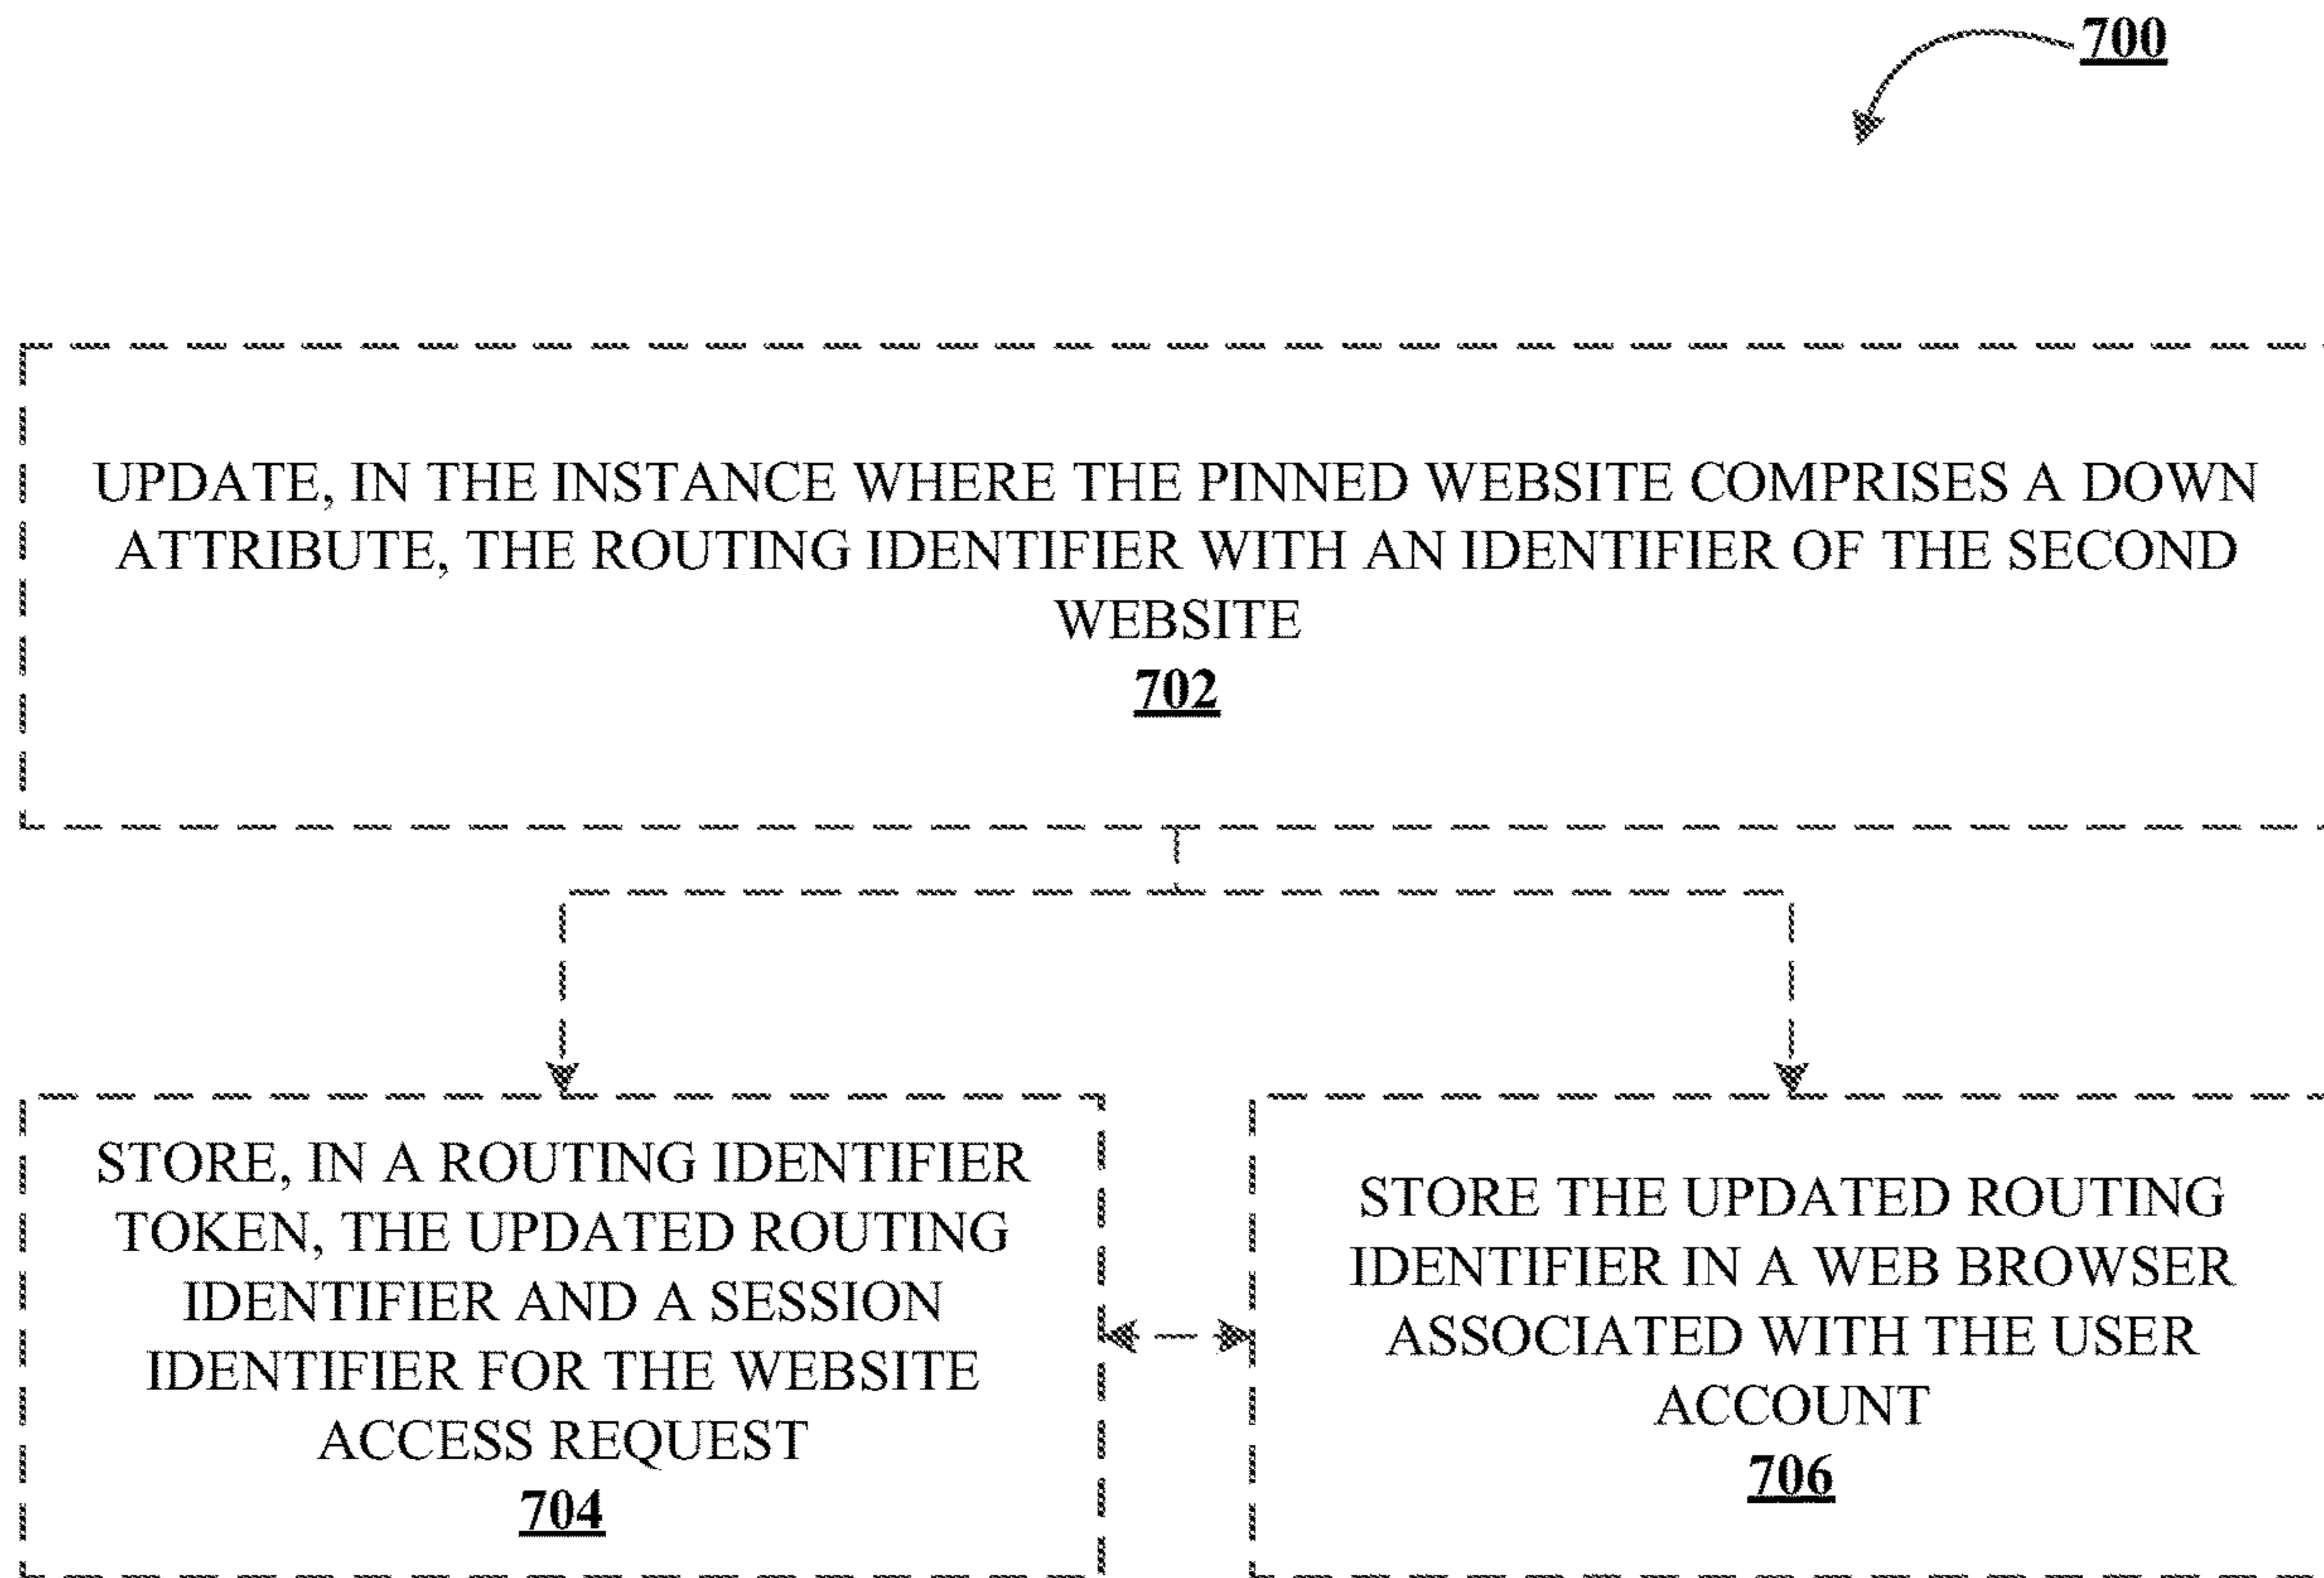 700
UPDATE, IN THE INSTANCE WHERE THE PINNED WEBSITE COMPRISES A DOWN
ATTRIBUTE, THE ROUTING IDENTIFIER WITH AN IDENTIFIER OF THE SECOND
WEBSITE
702
STORE, IN A ROUTING IDENTIFIER
TOKEN, THE UPDATED ROUTING
IDENTIFIER AND A SESSION
IDENTIFIER FOR THE WEBSITE
ACCESS REQUEST
704
STORE THE UPDATED ROUTING
IDENTIFIER IN A WEB BROWSER
ASSOCIATED WITH THE USER
ACCOUNT
706